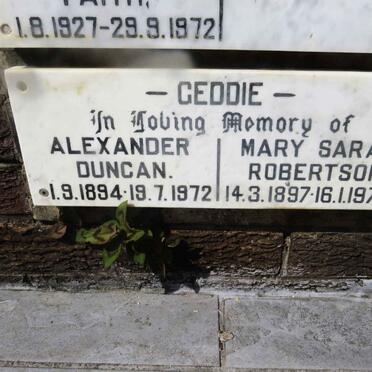 1.8.1927-29.9.1972
- GEDDIE -
In Loving Memory of
ALEXANDER
DUNCAN.
1.9.1894-19.7.1972
MARY SARA
ROBERTSO
14.3.1897-16.1.197